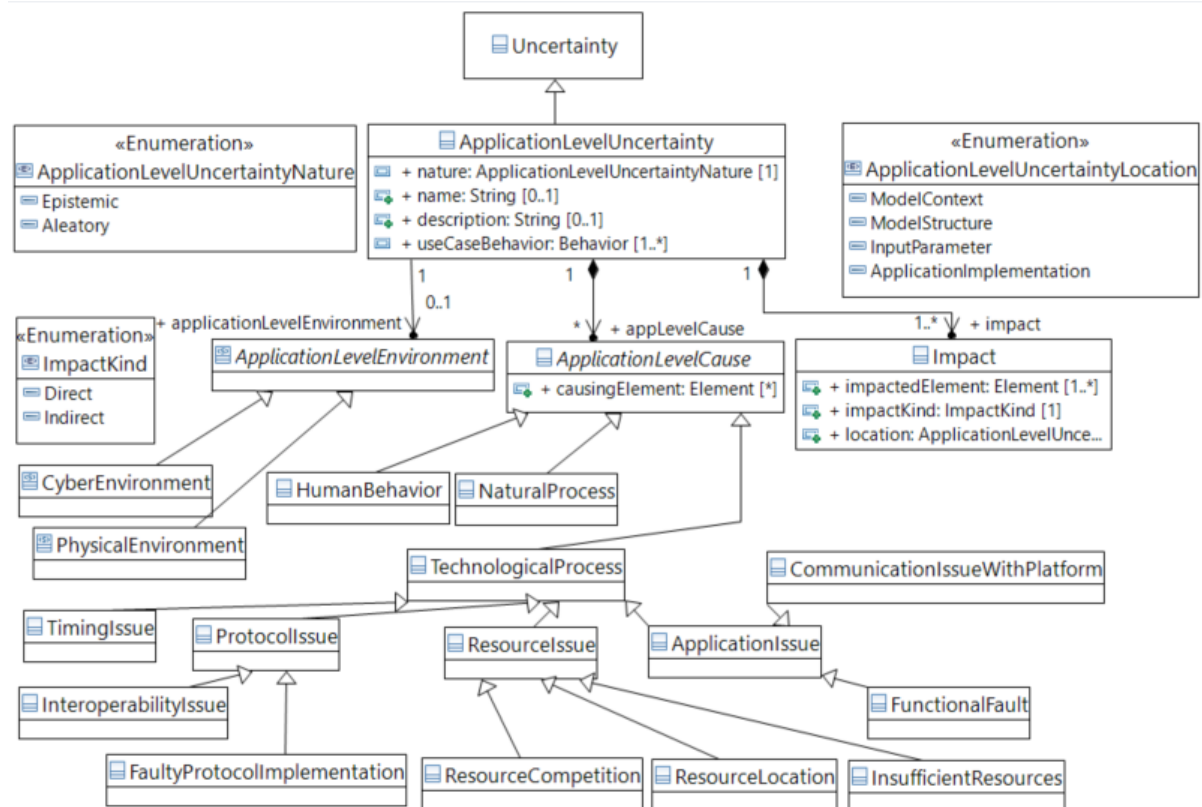 Uncertainty
«Enumeration»
ApplicationLevelUncertaintyNature
Epistemic
Aleatory
ApplicationLevelUncertainty
+ nature: ApplicationLevelUncertaintyNature [1]
+ name: String [0..1]
+ description: String [0..1]
+ useCaseBehavior: Behavior [1..*]
«Enumeration»
ApplicationLevelUncertaintyLocation
ModelContext
ModelStructure
InputParameter
ApplicationImplementation
1
0..1
+ applicationLevelEnvironment
1
*
+ appLevelCause
1
1..*
+ impact
«Enumeration»
ImpactKind
Direct
Indirect
ApplicationLevelEnvironment
ApplicationLevelCause
+ causingElement: Element [*]
Impact
+ impactedElement: Element [1..*]
+ impactKind: ImpactKind [1]
+ location: ApplicationLevelUnce...
CyberEnvironment
HumanBehavior
NaturalProcess
PhysicalEnvironment
TechnologicalProcess
CommunicationIssueWithPlatform
TimingIssue
ProtocolIssue
ResourceIssue
ApplicationIssue
InteroperabilityIssue
FunctionalFault
FaultyProtocolImplementation
ResourceCompetition
ResourceLocation
InsufficientResources